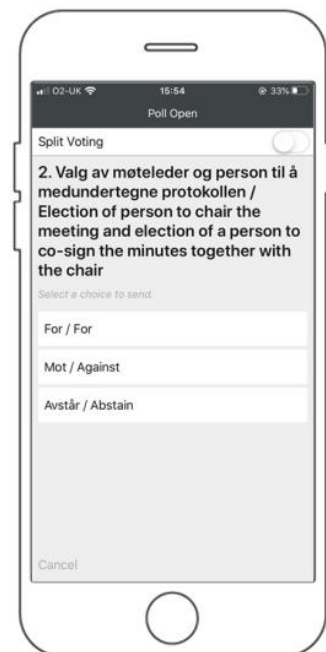 O2-UK 15:54 33%
Poll Open
Split Voting
2. Valg av møteleder og person til å
medundertegne protokollen /
Election of person to chair the
meeting and election of a person to
co-sign the minutes together with
the chair
Select a choice to send.
For / For
Mot / Against
Avstår / Abstain
Cancel